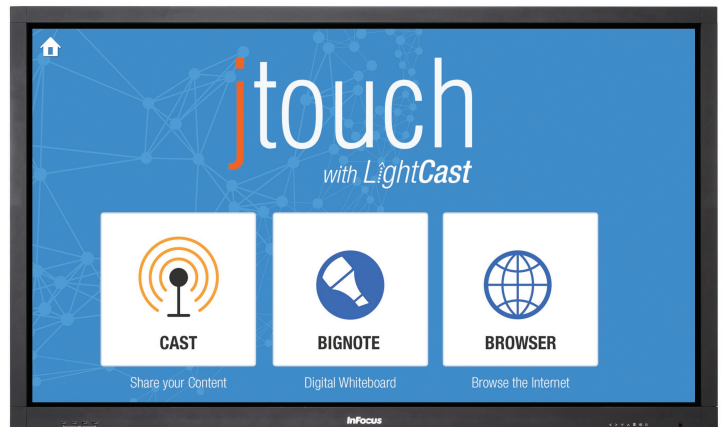 jtouch
with LightCast
CAST
BIGNOTE
BROWSER
Share your Content
Digital Whiteboard
Browse the Internet
InFocus